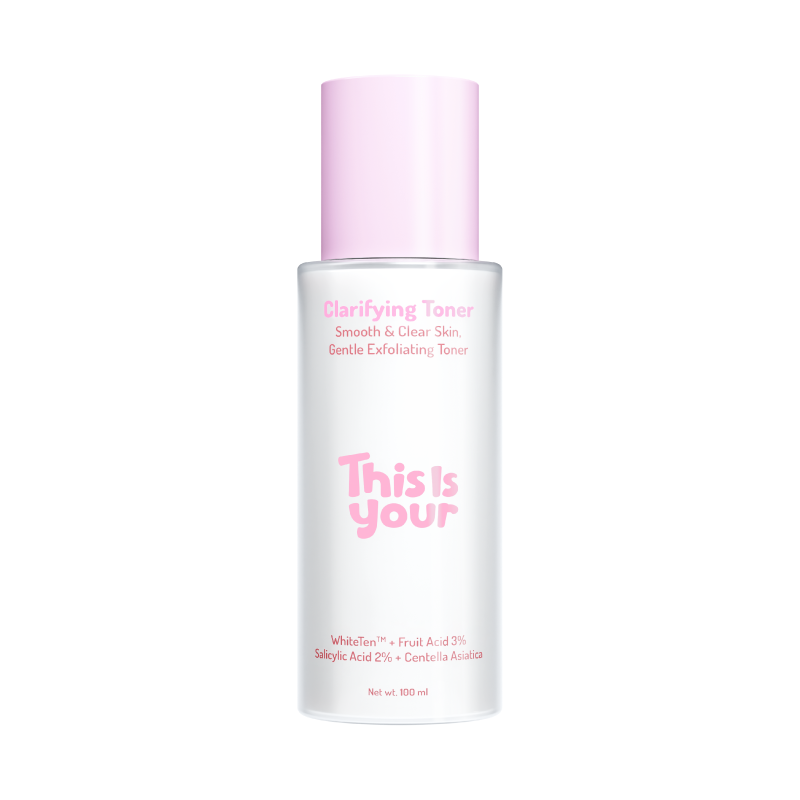 Clarifying Toner
Smooth & Clear Skin,
Gentle Exfoliating Toner
This Is
your
WhiteTen™ + Fruit Acid 3%
Salicylic Acid 2% + Centella Asiatica
Net wt. 100 ml